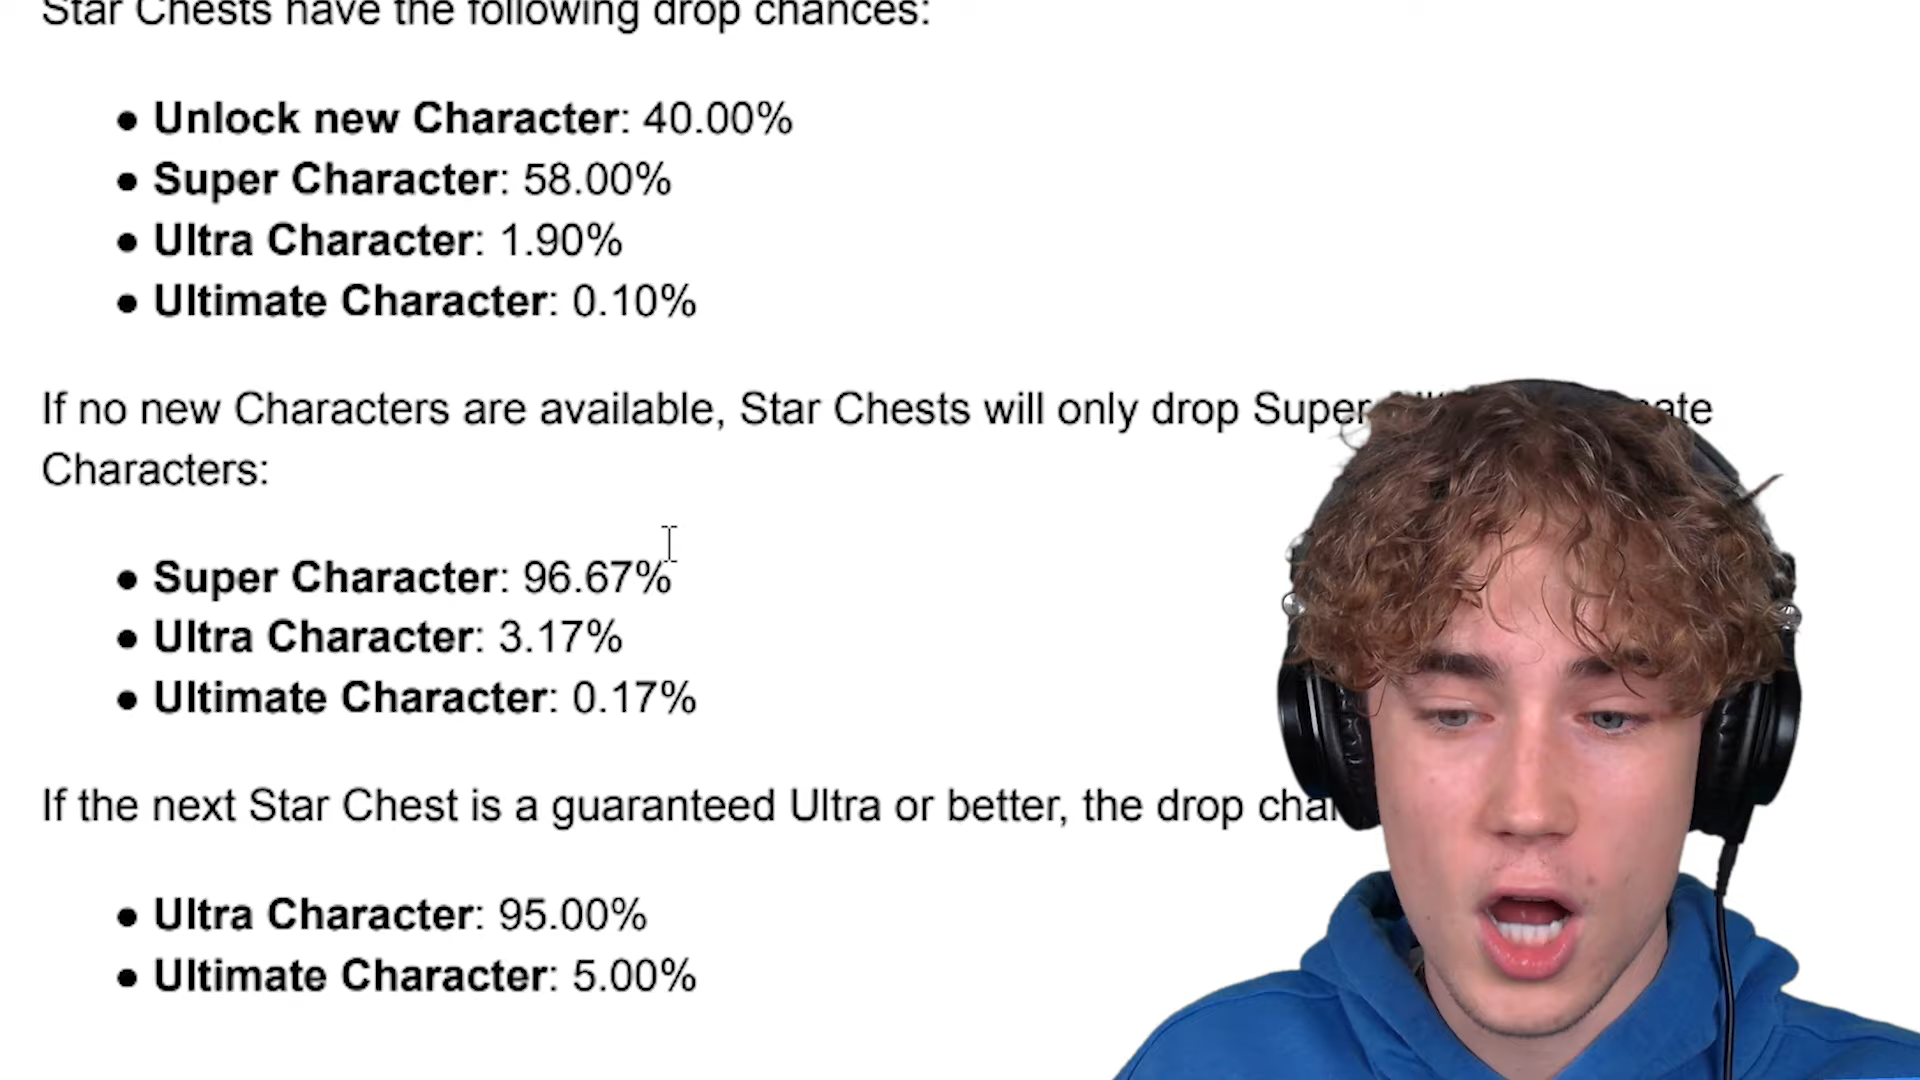 Star Chests have the following drop chances:
● Unlock new Character: 40.00%
● Super Character: 58.00%
● Ultra Character: 1.90%
● Ultimate Character: 0.10%
If no new Characters are available, Star Chests will only drop Super
Characters:
● Super Character: 96.67%
● Ultra Character: 3.17%
● Ultimate Character: 0.17%
If the next Star Chest is a guaranteed Ultra or better, the drop
● Ultra Character: 95.00%
● Ultimate Character: 5.00%